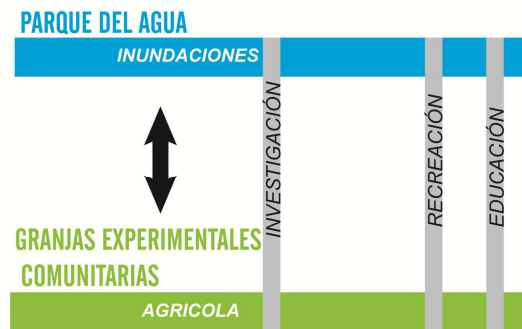 PARQUE DEL AGUA
INUNDACIONES
INVESTIGACIÓN
RECREACIÓN
EDUCACIÓN
GRANJAS EXPERIMENTALES
COMUNITARIAS
AGRICOLA